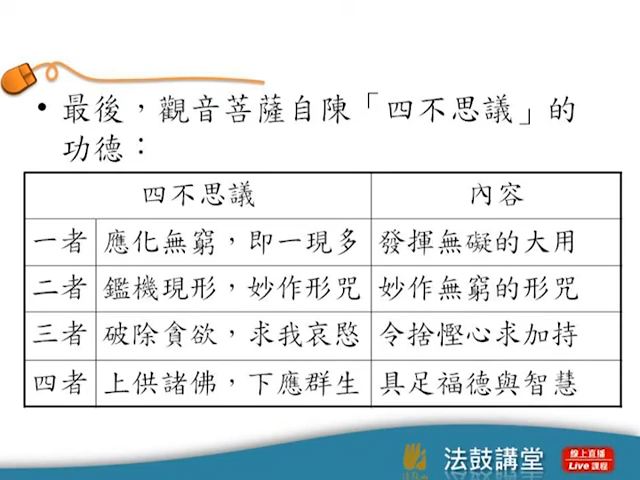 • 最後，觀音菩薩自陳「四不思議」的
功德：
四不思議 內容
一者 應化無窮，即一現多 發揮無礙的大用
二者 鑑機現形，妙作形咒 妙作無窮的形咒
三者 破除貪欲，求我哀愍 令捨慳心求加持
四者 上供諸佛，下應群生 具足福德與智慧
法鼓講堂
線上直播
Live 課程